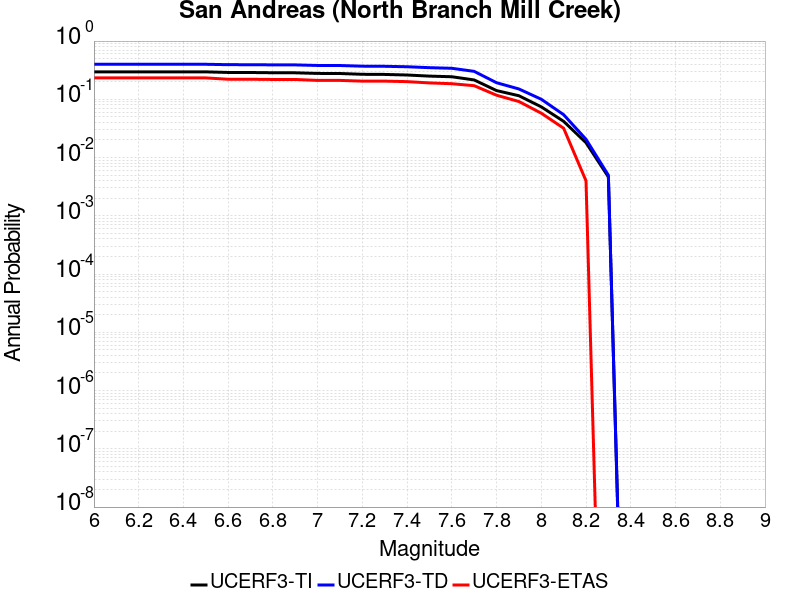 San Andreas (North Branch Mill Creek)
10^0
10^-1
10^-2
10^-3
10^-4
10^-5
10^-6
10^-7
10^-8
Annual Probability
6 6.2 6.4 6.6 6.8 7 7.2 7.4 7.6 7.8 8 8.2 8.4 8.6 8.8 9
Magnitude
UCERF3-TI UCERF3-TD UCERF3-ETAS